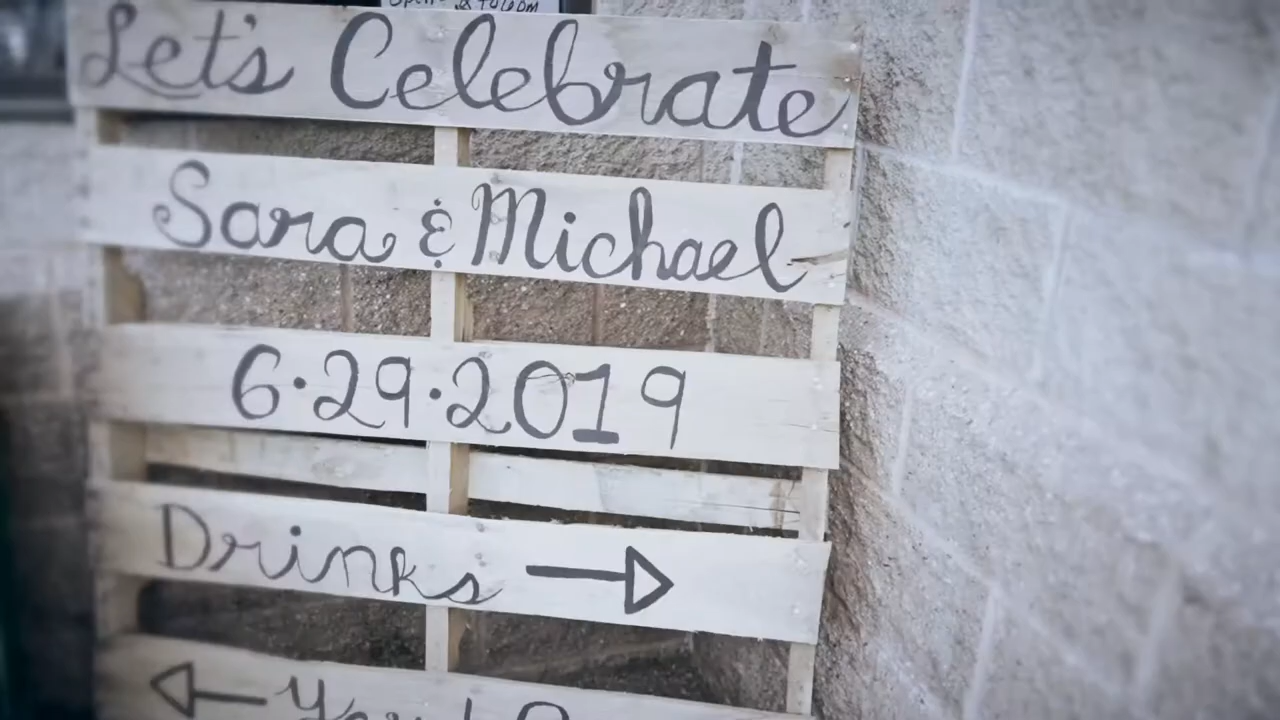 Let's Celebrate
Sara & Michael
6·29·2019
Drinks →